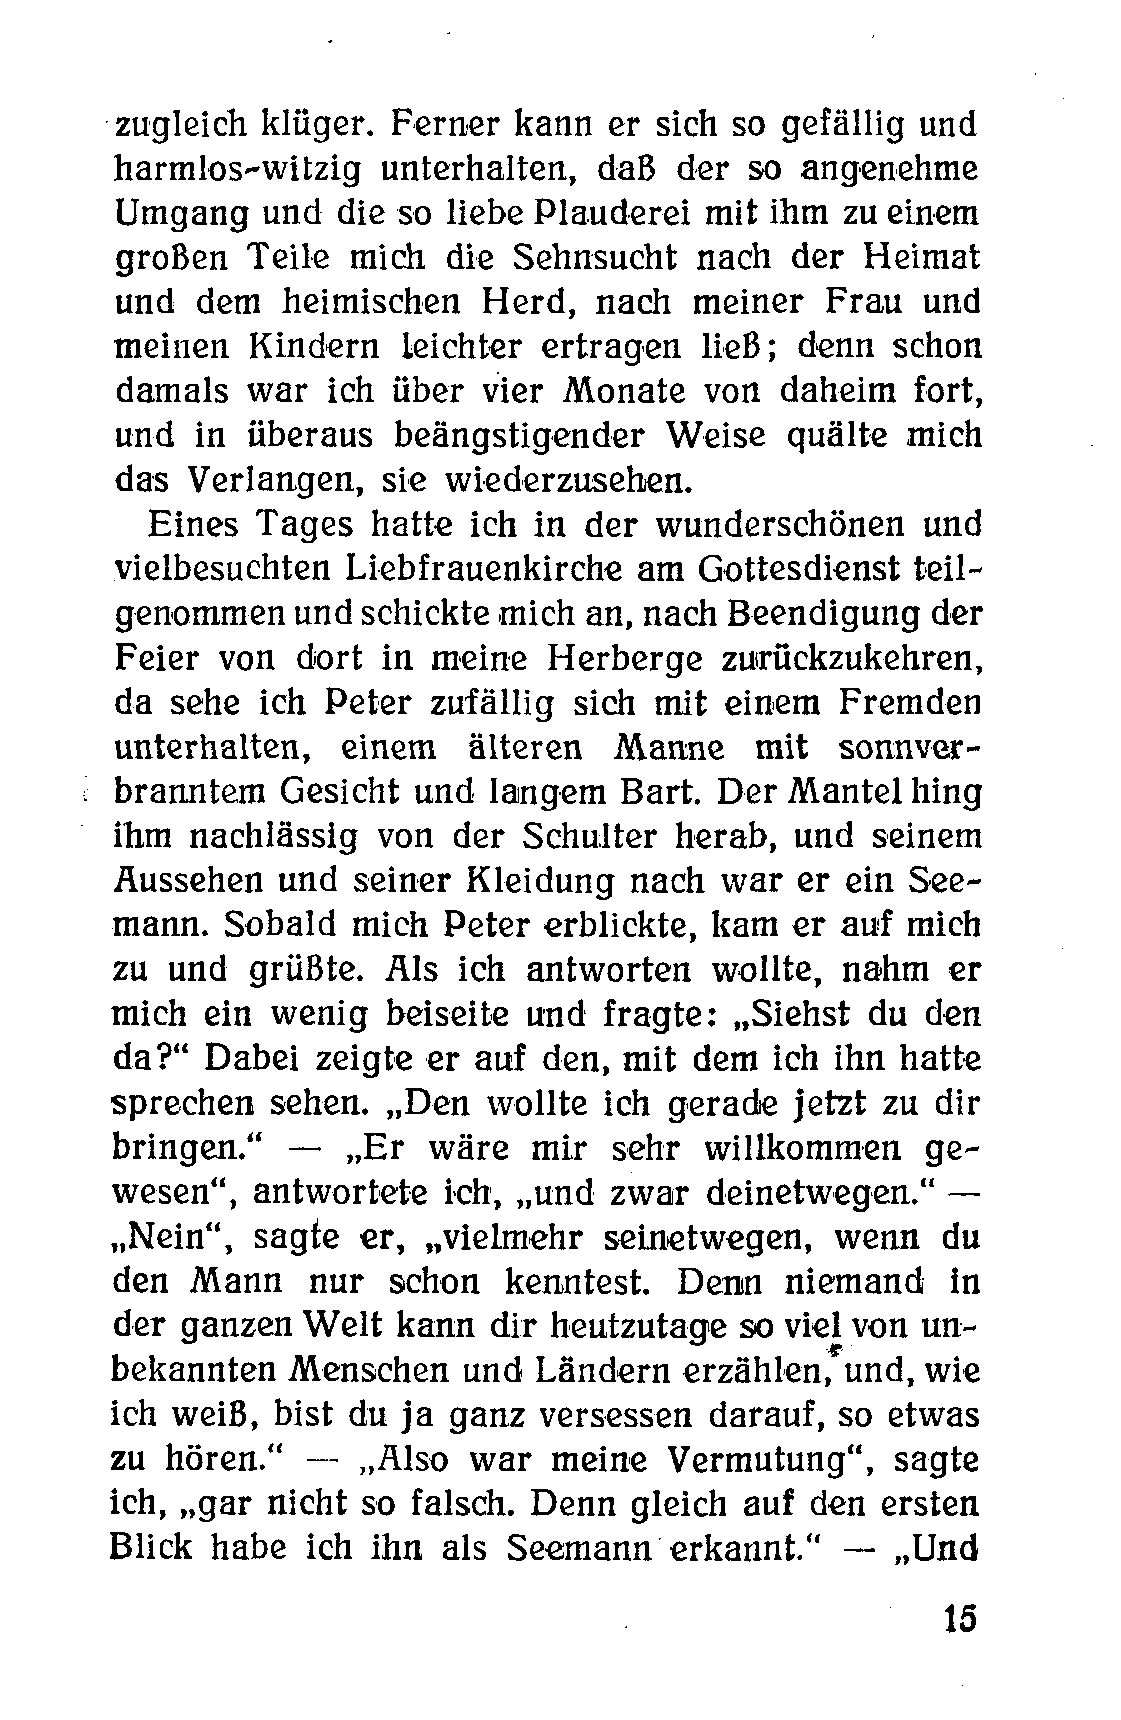 zugleich klüger. Ferner kann er sich so gefällig und
harmlos-witzig unterhalten, daß der so angenehme
Umgang und die so liebe Plauderei mit ihm zu einem
großen Teile mich die Sehnsucht nach der Heimat
und dem heimischen Herd, nach meiner Frau und
meinen Kindern leichter ertragen ließ; denn schon
damals war ich über vier Monate von daheim fort,
und in überaus beängstigender Weise quälte mich
das Verlangen, sie wiederzusehen.
Eines Tages hatte ich in der wunderschönen und
vielbesuchten Liebfrauenkirche am Gottesdienst teil-
genommen und schickte mich an, nach Beendigung der
Feier von dort in meine Herberge zurückzukehren,
da sehe ich Peter zufällig sich mit einem Fremden
unterhalten, einem älteren Manne mit sonnver-
branntem Gesicht und langem Bart. Der Mantel hing
ihm nachlässig von der Schulter herab, und seinem
Aussehen und seiner Kleidung nach war er ein See-
mann. Sobald mich Peter erblickte, kam er auf mich
zu und grüßte. Als ich antworten wollte, nahm er
mich ein wenig beiseite und fragte: „Siehst du den
da?“ Dabei zeigte er auf den, mit dem ich ihn hatte
sprechen sehen. „Den wollte ich gerade jetzt zu dir
bringen.“ — „Er wäre mir sehr willkommen ge-
wesen“, antwortete ich, „und zwar deinetwegen.“ —
„Nein“, sagte er, „vielmehr seinetwegen, wenn du
den Mann nur schon kenntest. Denn niemand in
der ganzen Welt kann dir heutzutage so viel von un-
bekannten Menschen und Ländern erzählen, und, wie
ich weiß, bist du ja ganz versessen darauf, so etwas
zu hören.“ — „Also war meine Vermutung“, sagte
ich, „gar nicht so falsch. Denn gleich auf den ersten
Blick habe ich ihn als Seemann erkannt.“ — „Und
15